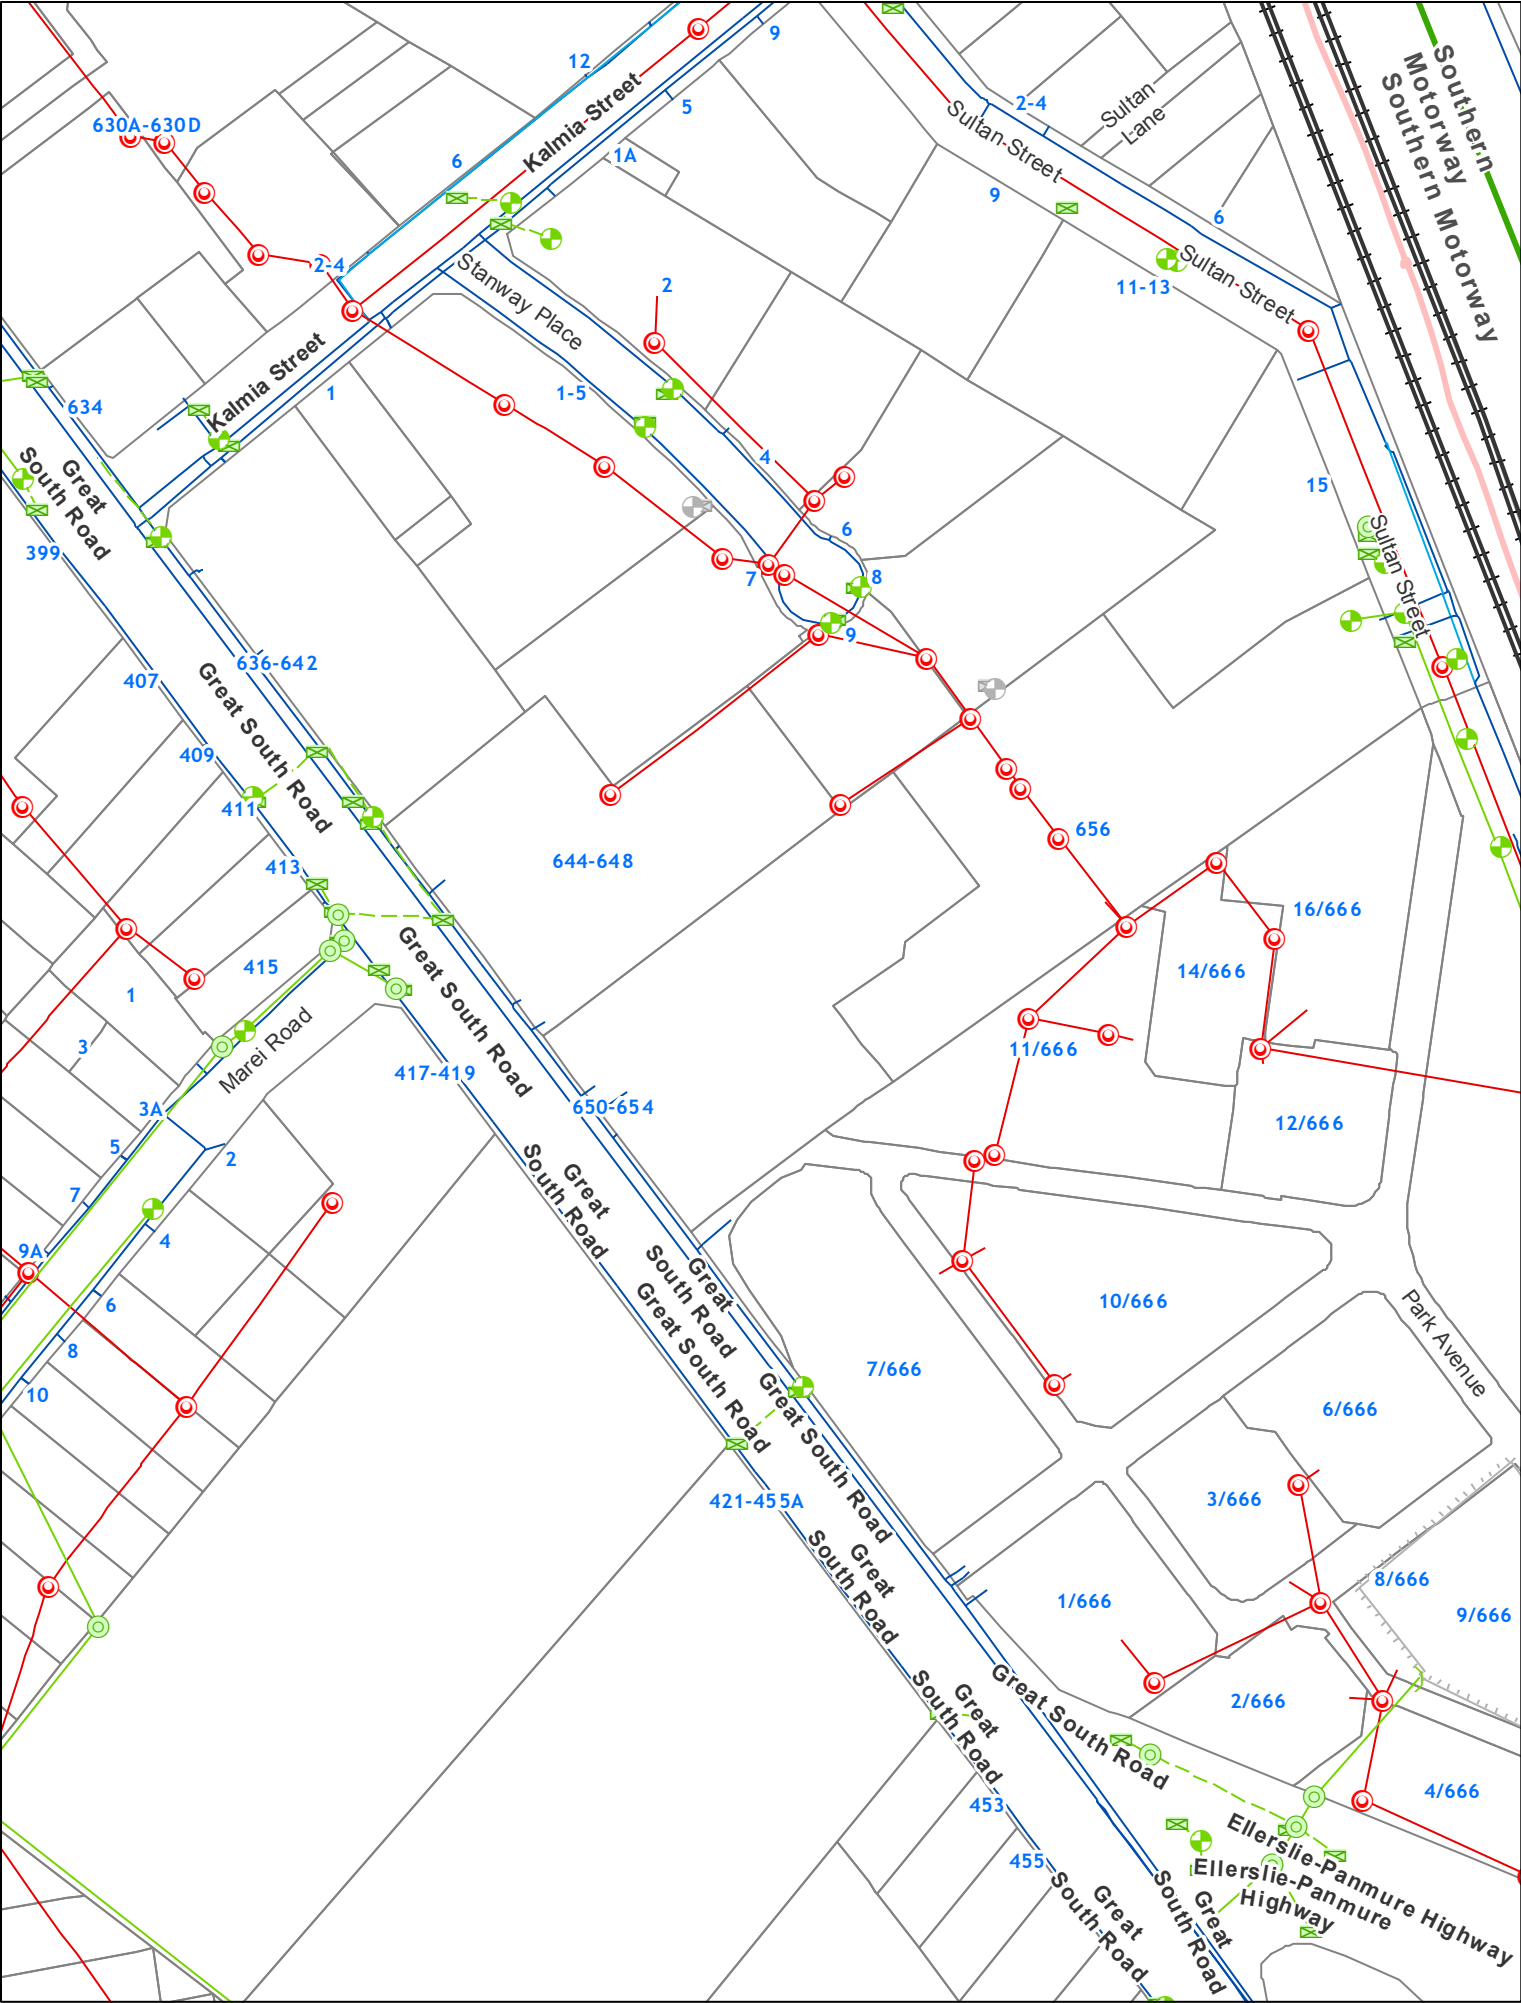 9
12
Kalmia Street
5
630A-630D
6
1A
2-4
Sultan
Lane
Sultan Street
9
6
Southern
Motorway
Southern Motorway
2-4
Stanway Place
2
11-13
Sultan Street
Kalmia Street
1
1-5
634
4
15
Great
South Road
399
6
Sultan Street
7
8
9
636-642
407
Great South Road
409
411
413
644-648
656
16/666
415
14/666
1
Great South Road
3
Marei Road
417-419
11/666
3A
650-654
12/666
5
2
7
Great
South Road
4
9A
Great
South Road
6
Great South Road
10/666
Park Avenue
8
7/666
10
Great South Road
6/666
421-455A
3/666
Great
South Road
8/666
1/666
9/666
Great South Road
Great
South Road
2/666
453
4/666
Ellerslie-Panmure Highway
455
Ellerslie-Panmure
Highway
Great
South Road
Great
South Road